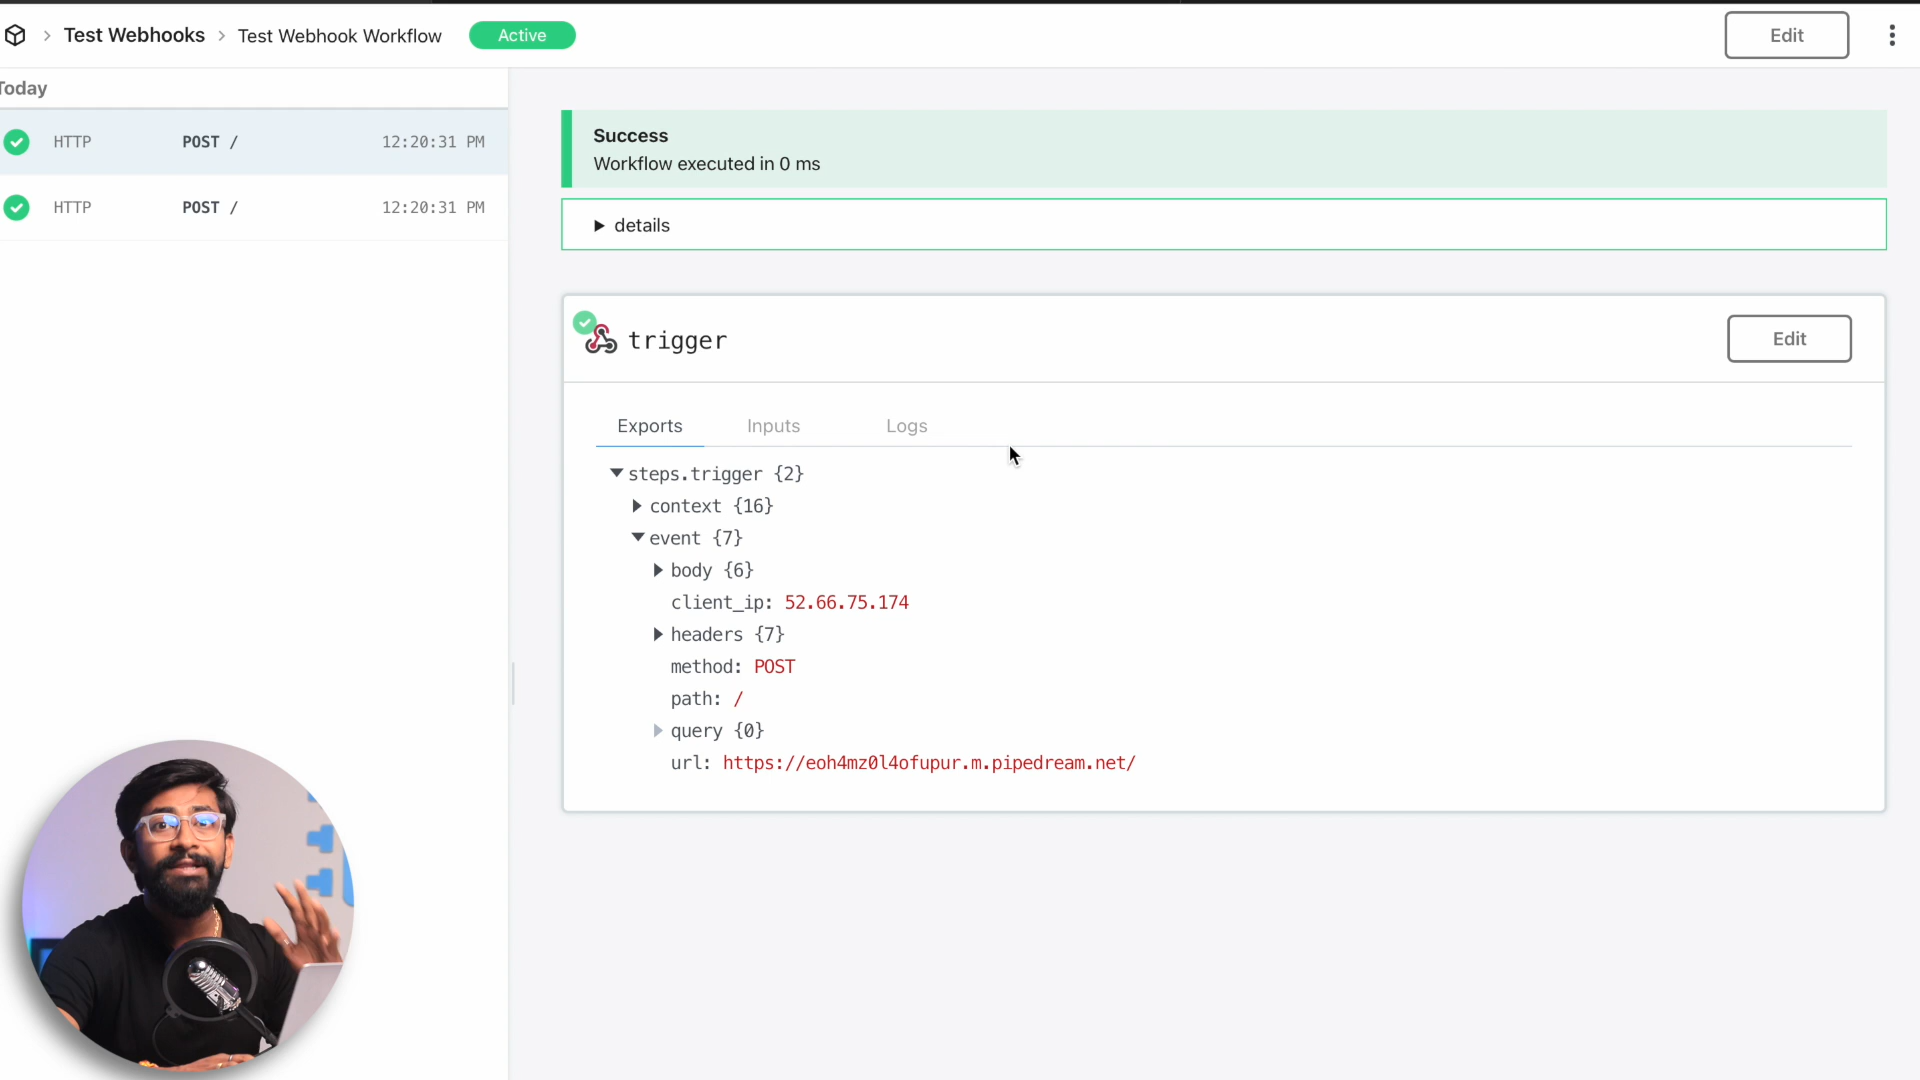 Test Webhooks
Test Webhook Workflow
Active
Edit
Today
HTTP POST / 12:20:31 PM
HTTP POST / 12:20:31 PM
Success
Workflow executed in 0 ms
details
trigger
Edit
Exports Inputs Logs
steps.trigger {2}
context {16}
event {7}
body {6}
client_ip: 52.66.75.174
headers {7}
method: POST
path: /
query {0}
url: https://eoh4mz0l4ofupur.m.pipedream.net/